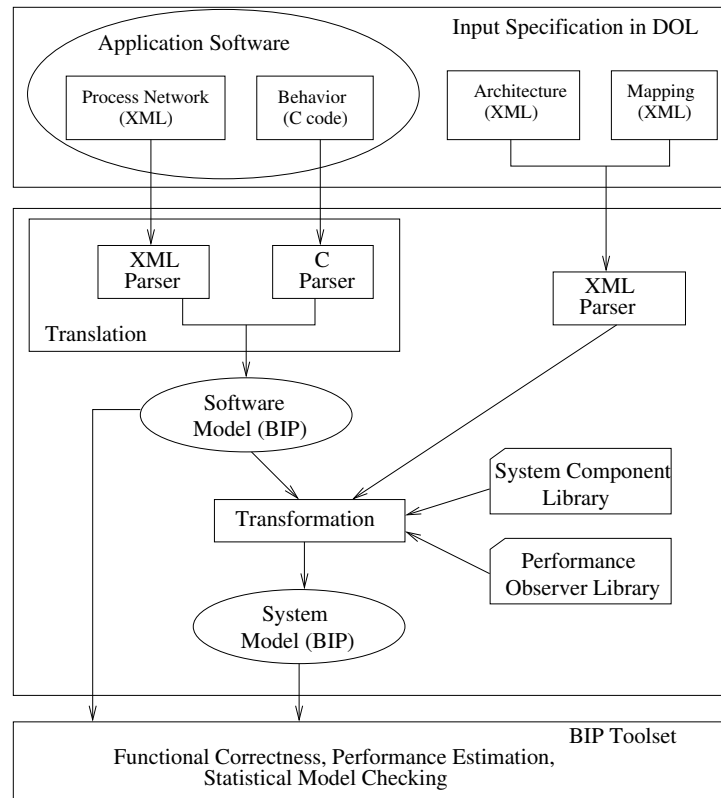 Application Software
Input Specification in DOL
Process Network
(XML)
Behavior
(C code)
Architecture
(XML)
Mapping
(XML)
XML
Parser
C
Parser
XML
Parser
Translation
Software
Model (BIP)
System Component
Library
Transformation
Performance
Observer Library
System
Model (BIP)
BIP Toolset
Functional Correctness, Performance Estimation,
Statistical Model Checking